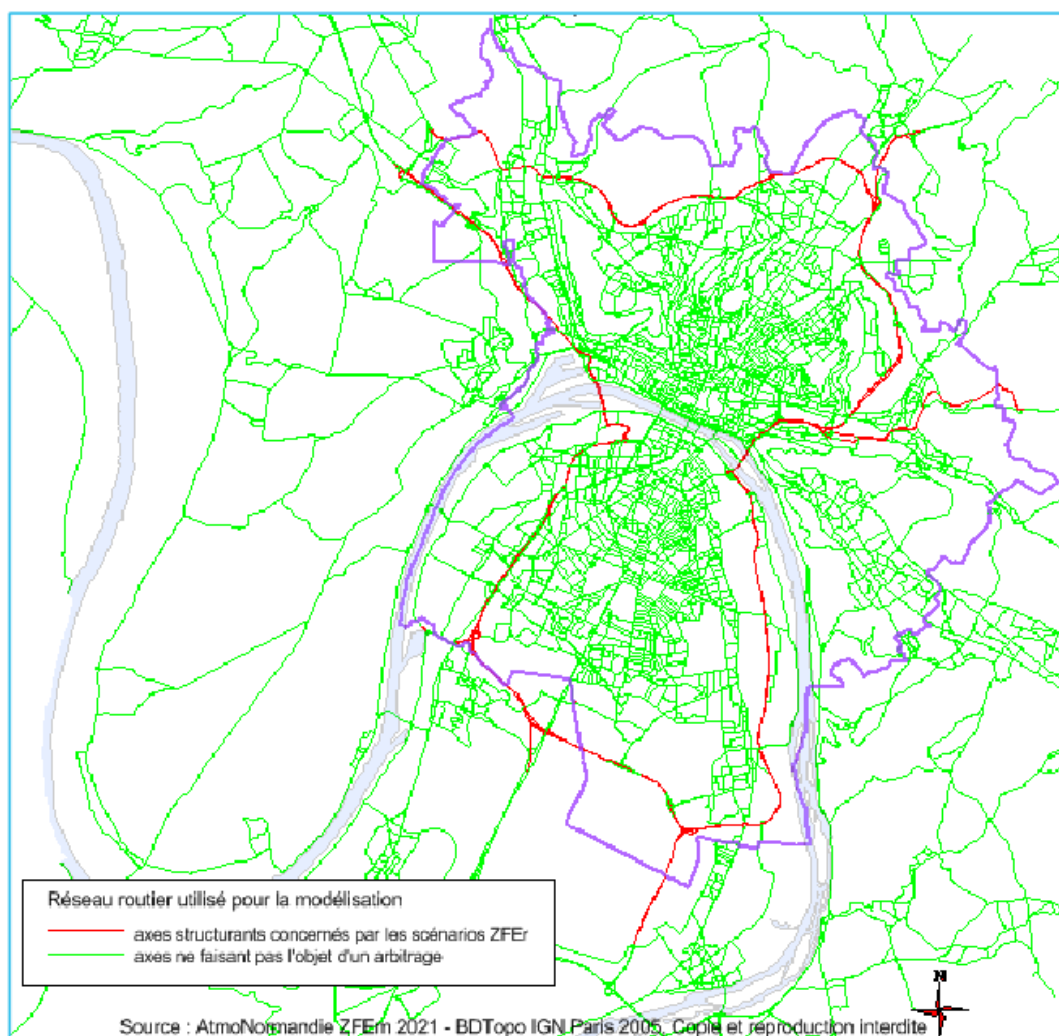 Réseau routier utilisé pour la modélisation
axes structurants concernés par les scénarios ZFEr
axes ne faisant pas l'objet d'un arbitrage
N
Source : AtmoNormandie ZFEm 2021 - BDTopo IGN Paris 2005, Copie et reproduction interdite